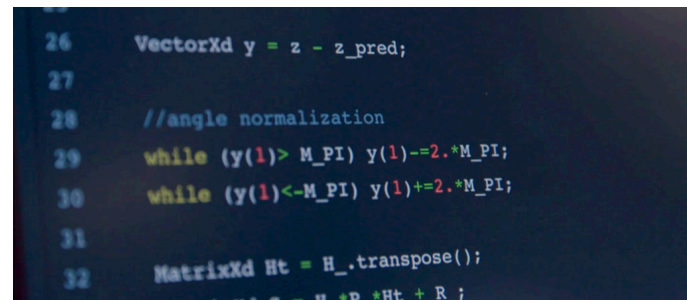 26 VectorXd y = z - z_pred;
27
28 //angle normalization
29 while (y(1)> M_PI) y(1)-=2.*M_PI;
30 while (y(1)<-M_PI) y(1)+=2.*M_PI;
31
32 MatrixXd Ht = H_.transpose();
*Ht + R